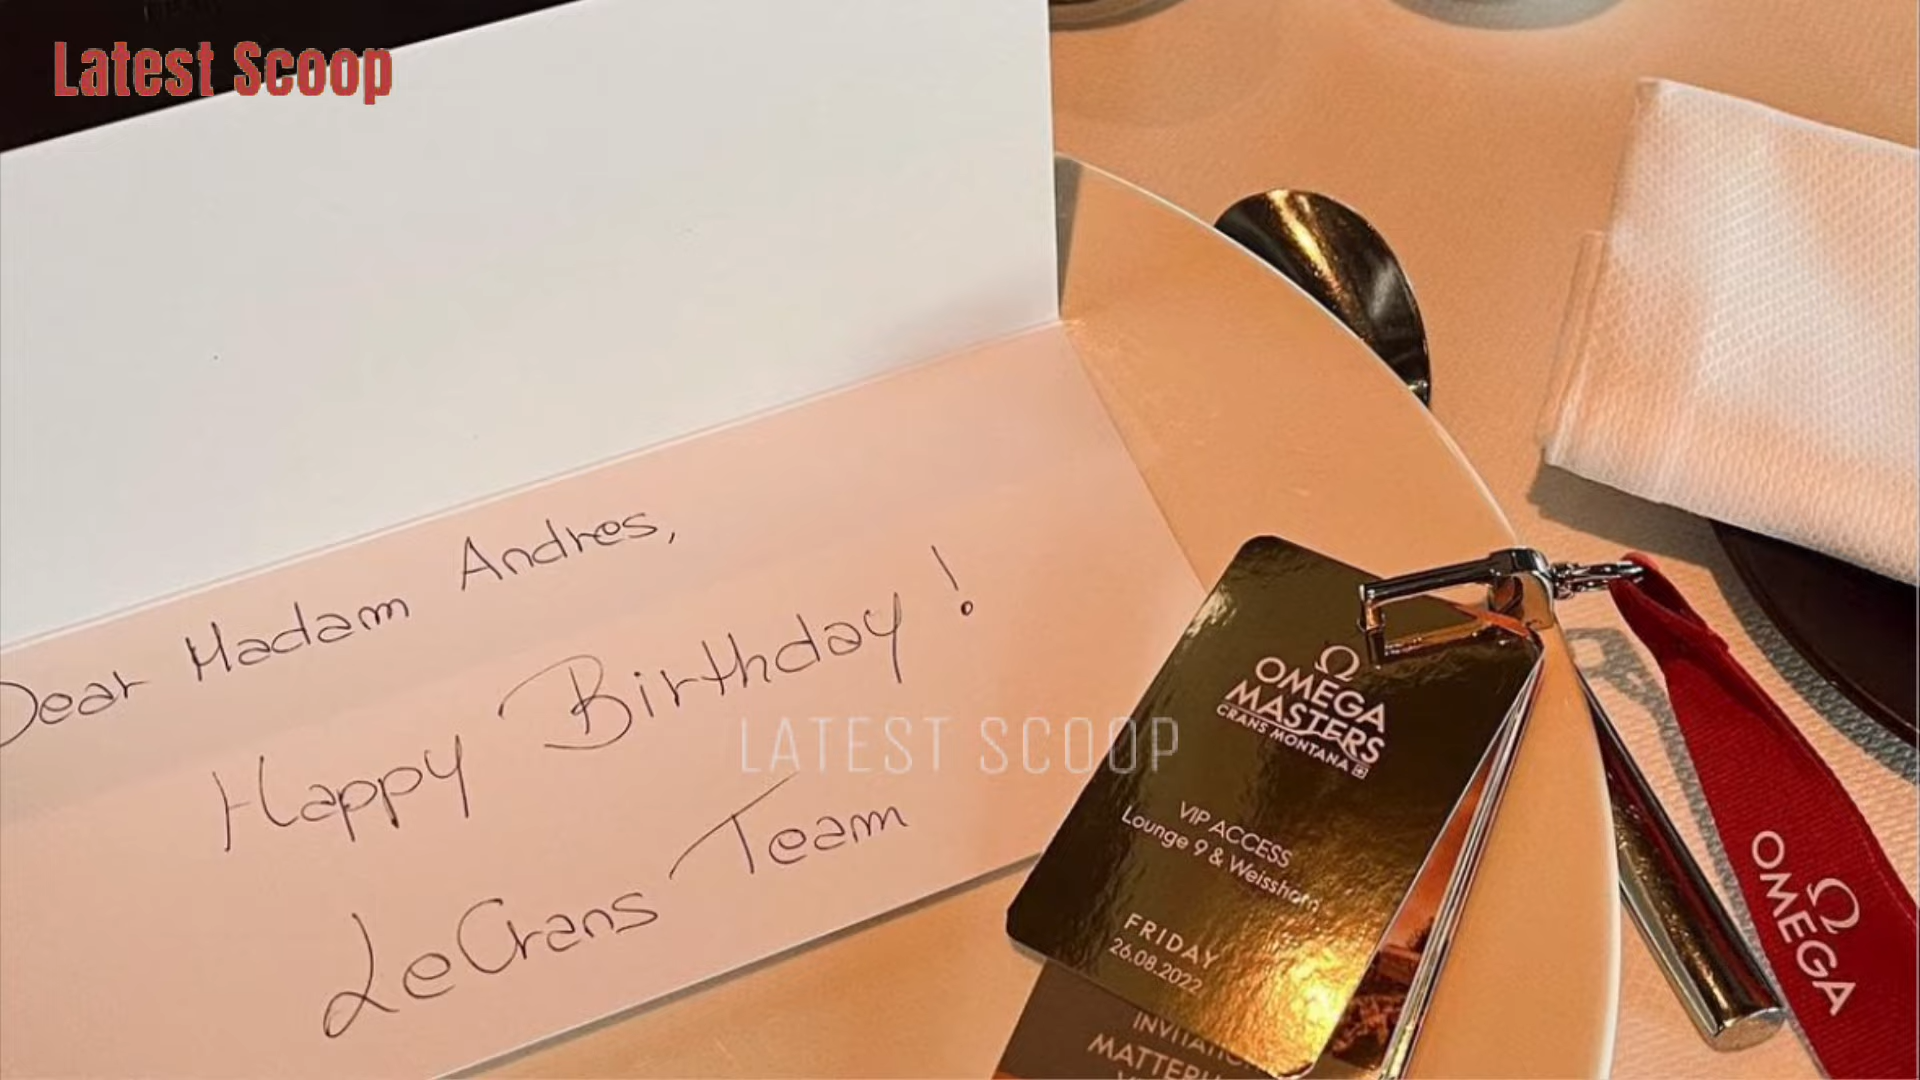 Latest Scoop
Dear Madam Andres,
Happy Birthday!
LeCrans Team
LATEST SCOOP
Ω
OMEGA
MASTERS
CRANS MONTANA
VIP ACCESS
Lounge 9 & Weisshorn
FRIDAY
26.08.2022
Ω
OMEGA